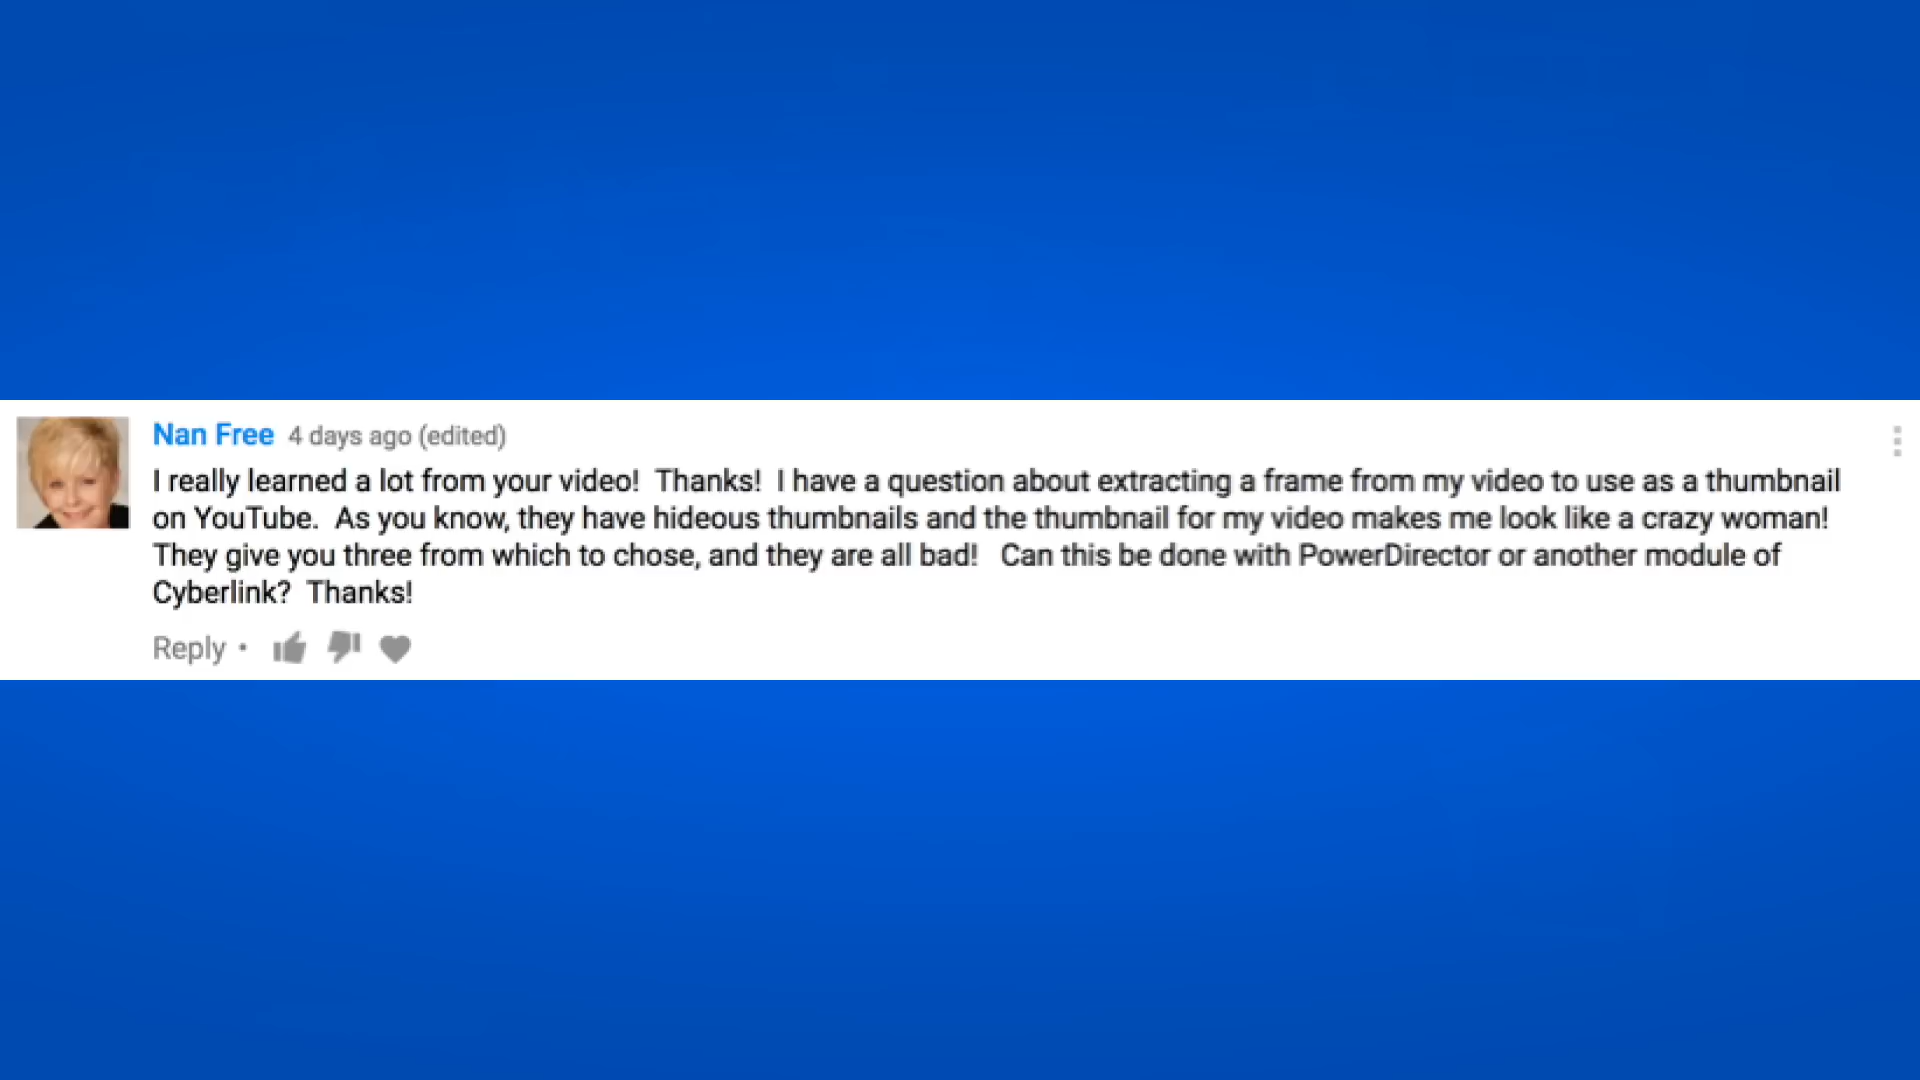 Nan Free 4 days ago (edited)
I really learned a lot from your video!  Thanks!  I have a question about extracting a frame from my video to use as a thumbnail
on YouTube.  As you know, they have hideous thumbnails and the thumbnail for my video makes me look like a crazy woman!
They give you three from which to chose, and they are all bad!   Can this be done with PowerDirector or another module of
Cyberlink?  Thanks!
Reply •